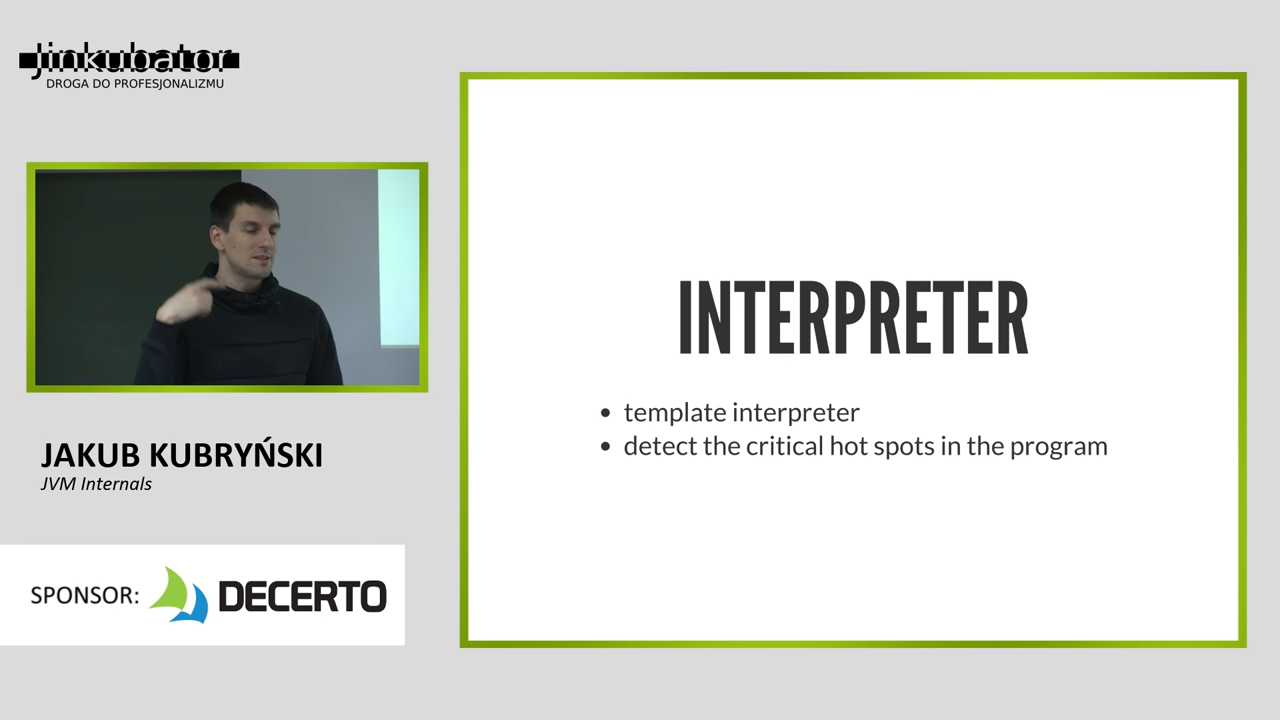 Jinkubator
DROGA DO PROFESJONALIZMU
JAKUB KUBRYŃSKI
JVM Internals
SPONSOR: DECERTO
INTERPRETER
• template interpreter
• detect the critical hot spots in the program